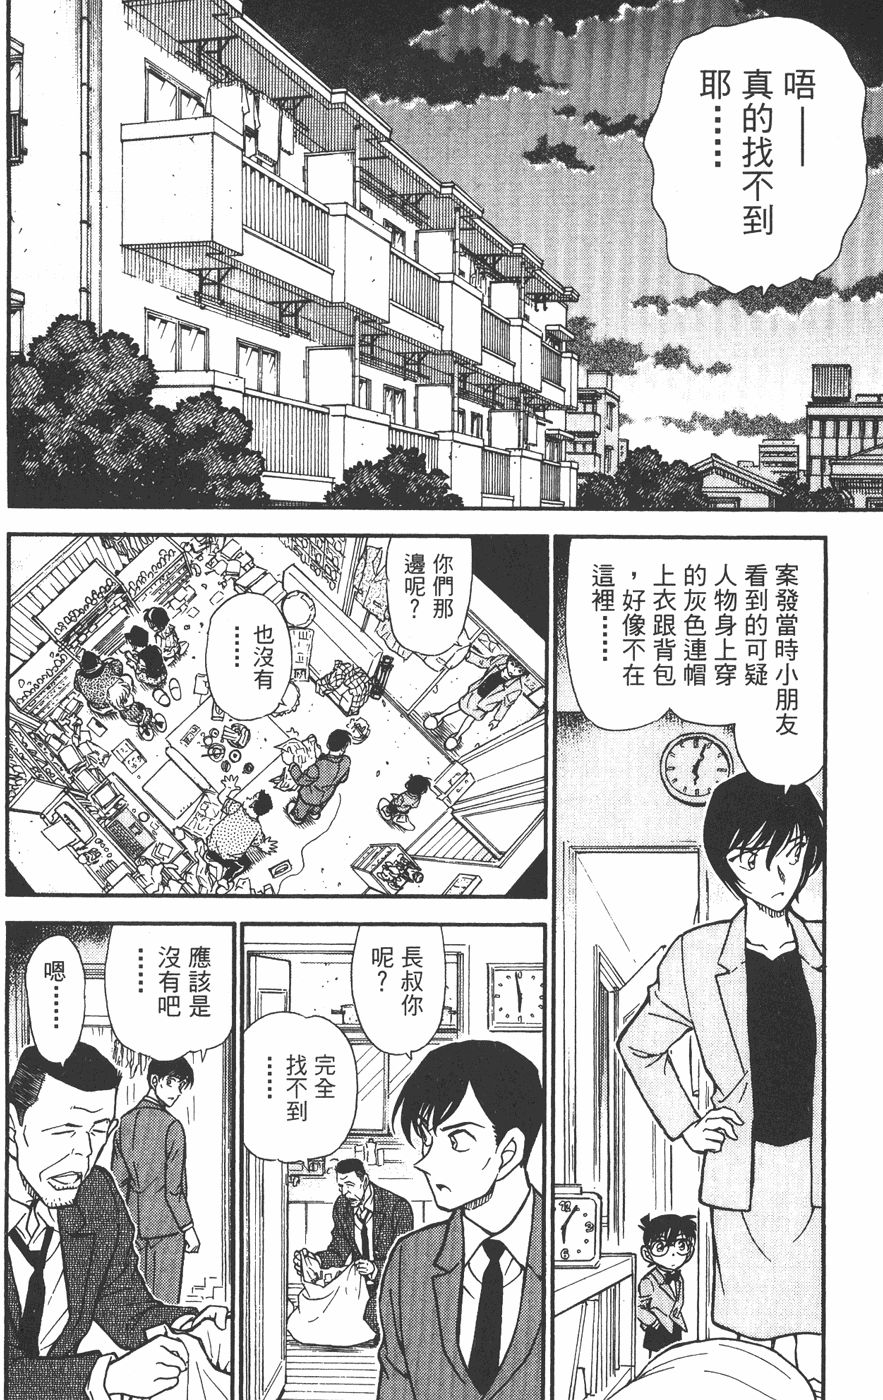 唔——
真的找不到
耶……
案發當時小朋友
看到的可疑
人物身上穿
的灰色連帽
上衣跟背包
，好像不在
這裡……
你們那
邊呢？
也沒有
……
長叔你
呢？
完全
找不到
……
應該是
沒有吧
……
嗯……